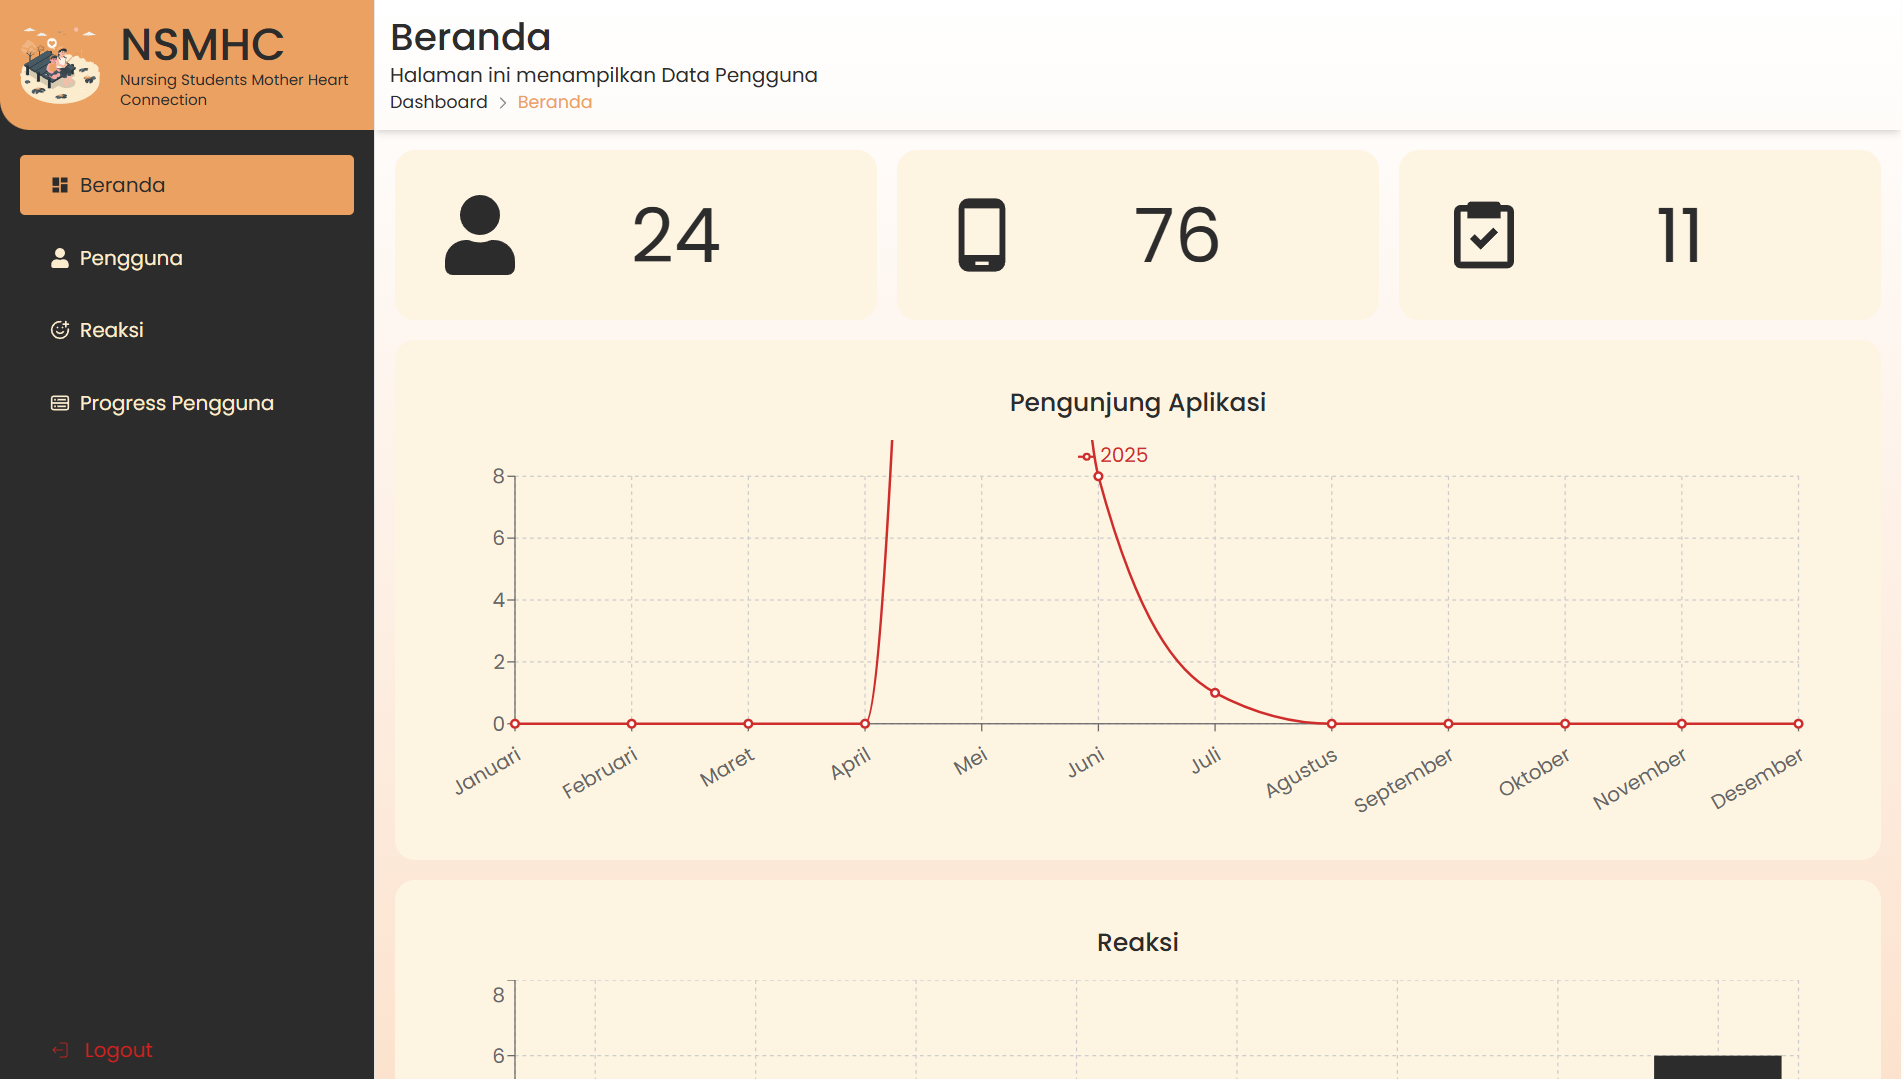 NSMHC
Nursing Students Mother Heart
Connection
Beranda
Pengguna
Reaksi
Progress Pengguna
Logout
Beranda
Halaman ini menampilkan Data Pengguna
Dashboard > Beranda
24
76
11
Pengunjung Aplikasi
2025
8
6
4
2
0
Januari
Februari
Maret
April
Mei
Juni
Juli
Agustus
September
Oktober
November
Desember
Reaksi
8
6